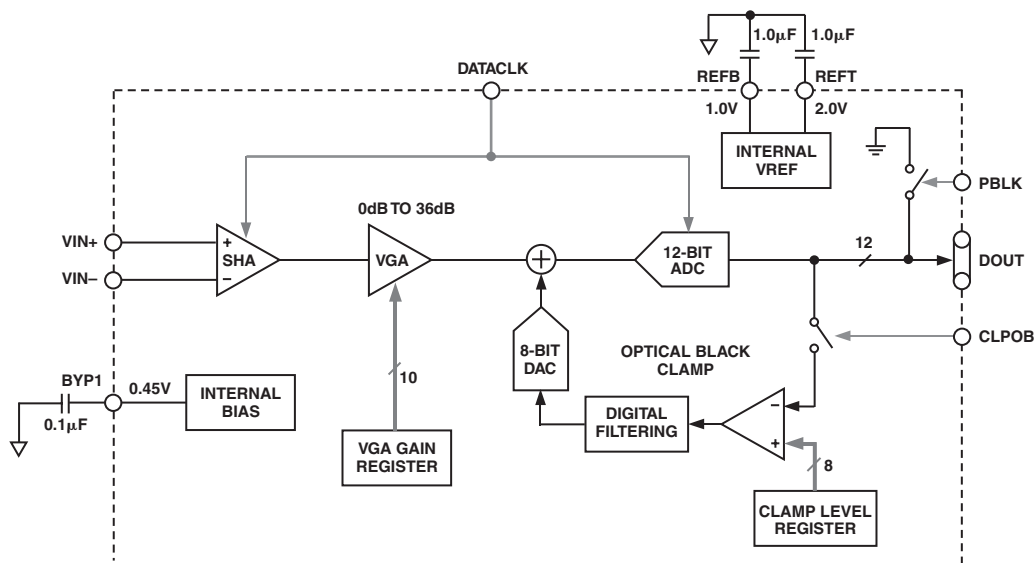 1.0μF 1.0μF
DATACLK
REFB REFT
1.0V 2.0V
INTERNAL
VREF
PBLK
0dB TO 36dB
VIN+
+
SHA
–
VIN–
VGA
+
12-BIT
ADC
12
DOUT
CLPOB
8-BIT
DAC
OPTICAL BLACK
CLAMP
BYP1
0.45V
0.1μF
INTERNAL
BIAS
10
DIGITAL
FILTERING
–
+
8
VGA GAIN
REGISTER
CLAMP LEVEL
REGISTER